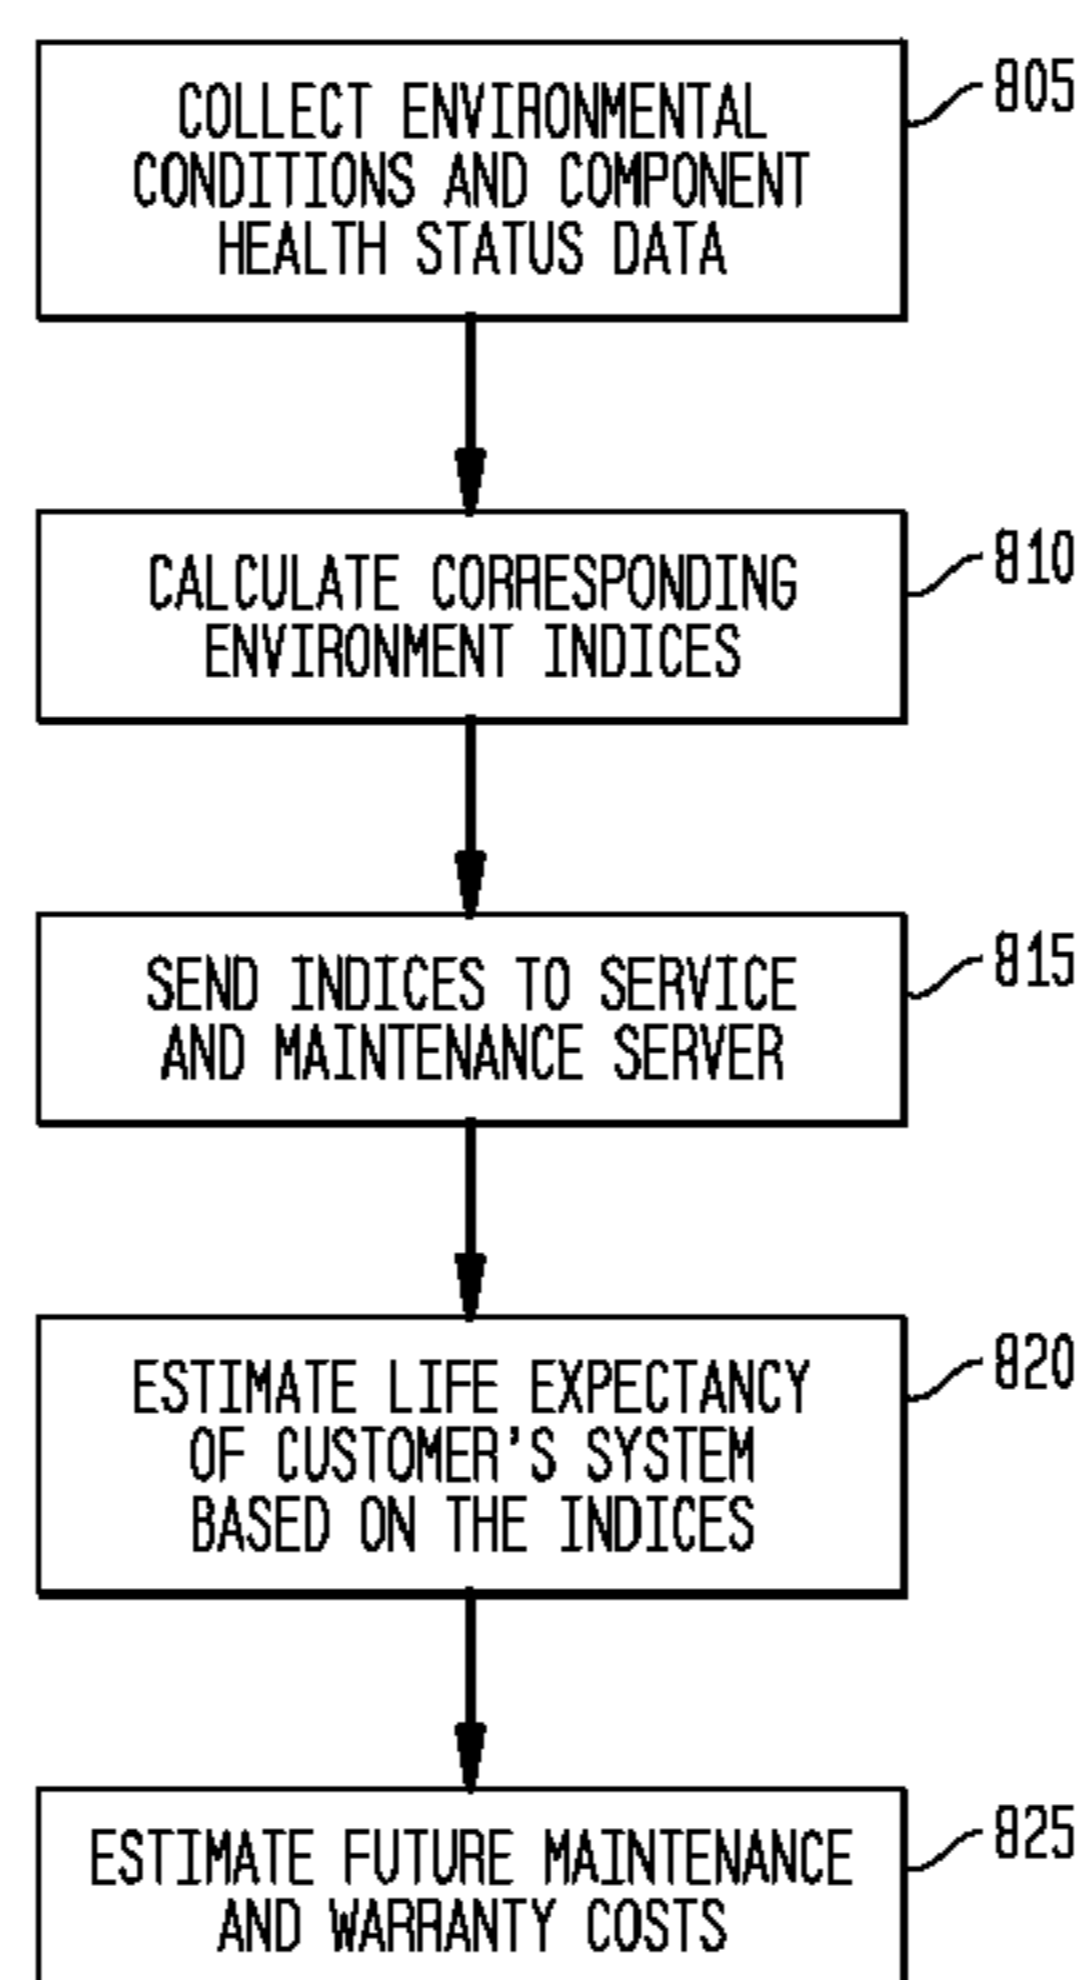 COLLECT ENVIRONMENTAL
CONDITIONS AND COMPONENT
HEALTH STATUS DATA
805
CALCULATE CORRESPONDING
ENVIRONMENT INDICES
810
SEND INDICES TO SERVICE
AND MAINTENANCE SERVER
815
ESTIMATE LIFE EXPECTANCY
OF CUSTOMER'S SYSTEM
BASED ON THE INDICES
820
ESTIMATE FUTURE MAINTENANCE
AND WARRANTY COSTS
825